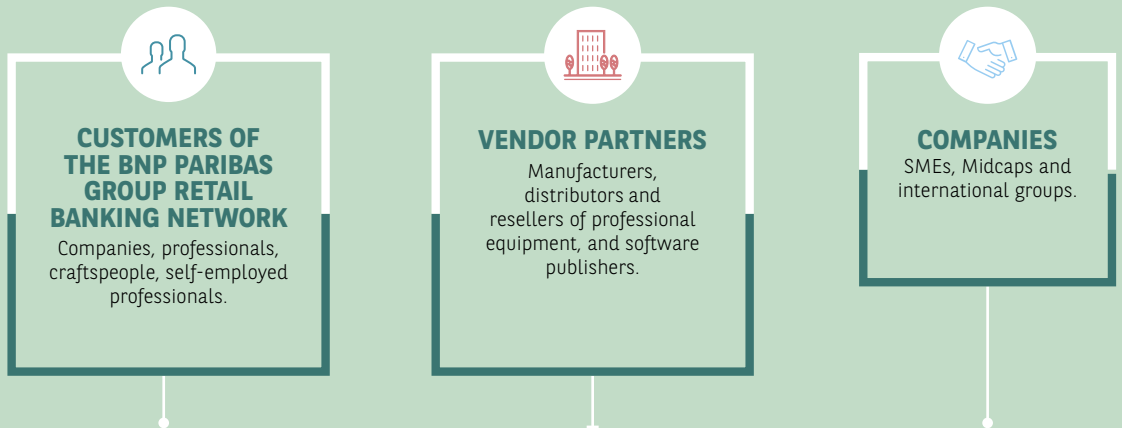 CUSTOMERS OF
THE BNP PARIBAS
GROUP RETAIL
BANKING NETWORK
Companies, professionals,
craftspeople, self-employed
professionals.
VENDOR PARTNERS
Manufacturers,
distributors and
resellers of professional
equipment, and software
publishers.
COMPANIES
SMEs, Midcaps and
international groups.